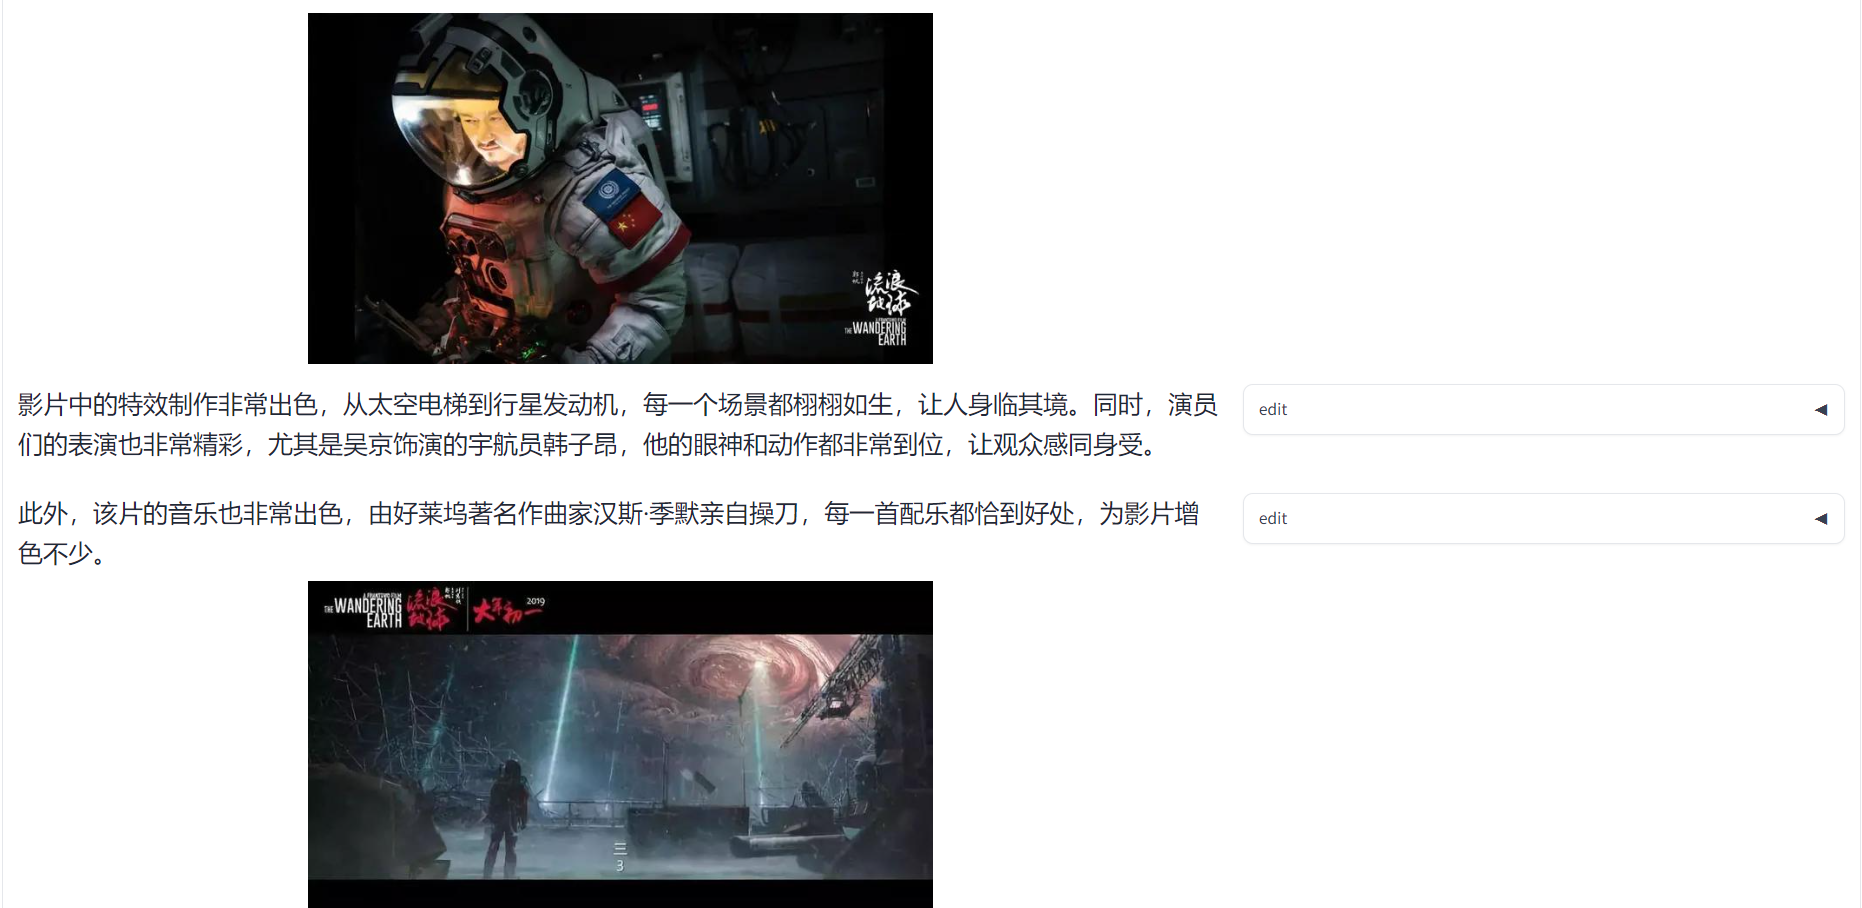 流浪
地球
THE WANDERING
EARTH
影片中的特效制作非常出色，从太空电梯到行星发动机，每一个场景都栩栩如生，让人身临其境。同时，演员
们的表演也非常精彩，尤其是吴京饰演的宇航员韩子昂，他的眼神和动作都非常到位，让观众感同身受。
edit
此外，该片的音乐也非常出色，由好莱坞著名作曲家汉斯·季默亲自操刀，每一首配乐都恰到好处，为影片增
色不少。
edit
THE WANDERING
EARTH
流浪
地球
大年初一
2019
三
3